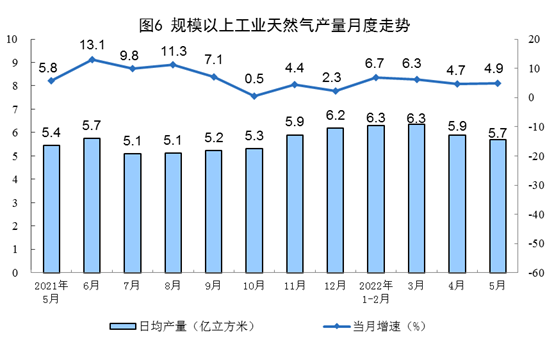 图6 规模以上工业天然气产量月度走势
10 9 8 7 6 5 4 3 2 1 0
20 10 0 -10 -20 -30 -40 -50 -60
5.8 13.1 9.8 11.3 7.1 0.5 4.4 2.3 6.7 6.3 4.7 4.9
5.4 5.7 5.1 5.1 5.2 5.3 5.9 6.2 6.3 6.3 5.9 5.7
2021年 6月 7月 8月 9月 10月 11月 12月 2022年 3月 4月 5月
5月 1-2月
日均产量（亿立方米） 当月增速（%）